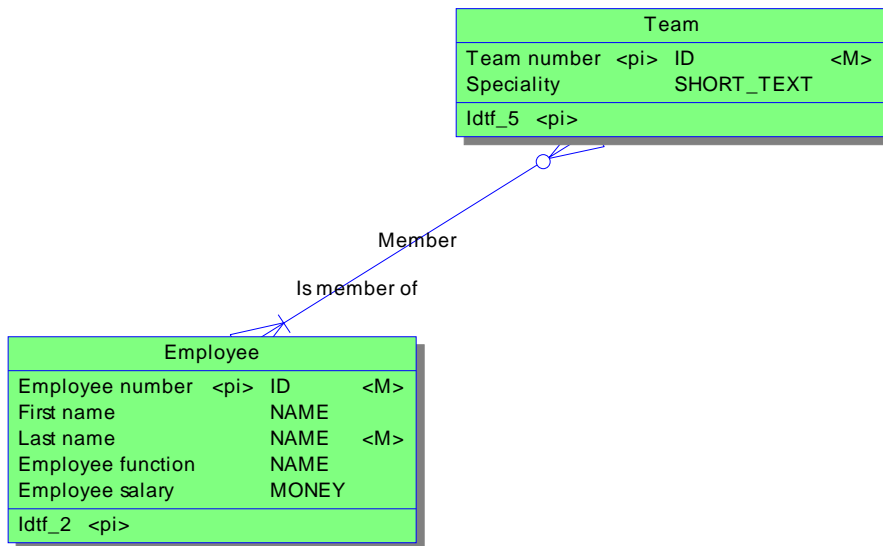 Team
Team number <pi> ID <M>
Speciality SHORT_TEXT
Idtf_5 <pi>
Member
Is member of
Employee
Employee number <pi> ID <M>
First name NAME
Last name NAME <M>
Employee function NAME
Employee salary MONEY
Idtf_2 <pi>